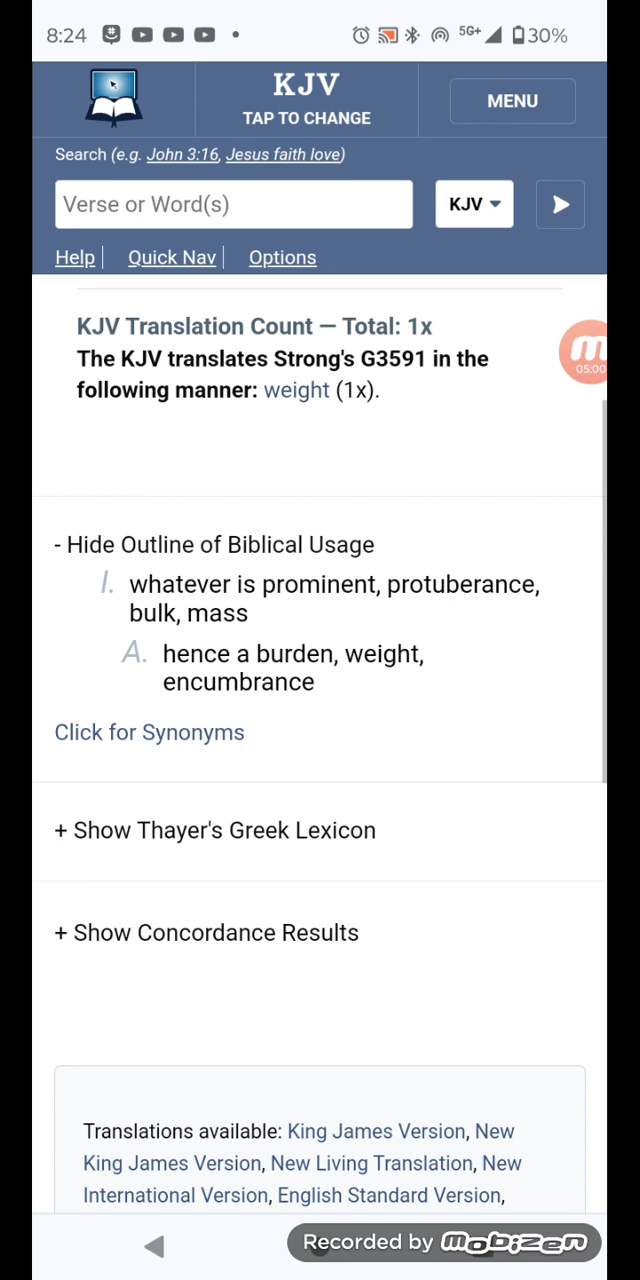 8:24 5G+ 30%
KJV
TAP TO CHANGE
MENU
Search (e.g. John 3:16, Jesus faith love)
Verse or Word(s) KJV
Help Quick Nav Options
KJV Translation Count — Total: 1x
The KJV translates Strong's G3591 in the
following manner: weight (1x).
05:00
- Hide Outline of Biblical Usage
I. whatever is prominent, protuberance,
bulk, mass
A. hence a burden, weight,
encumbrance
Click for Synonyms
+ Show Thayer's Greek Lexicon
+ Show Concordance Results
Translations available: King James Version, New
King James Version, New Living Translation, New
International Version, English Standard Version,
Recorded by mobizen